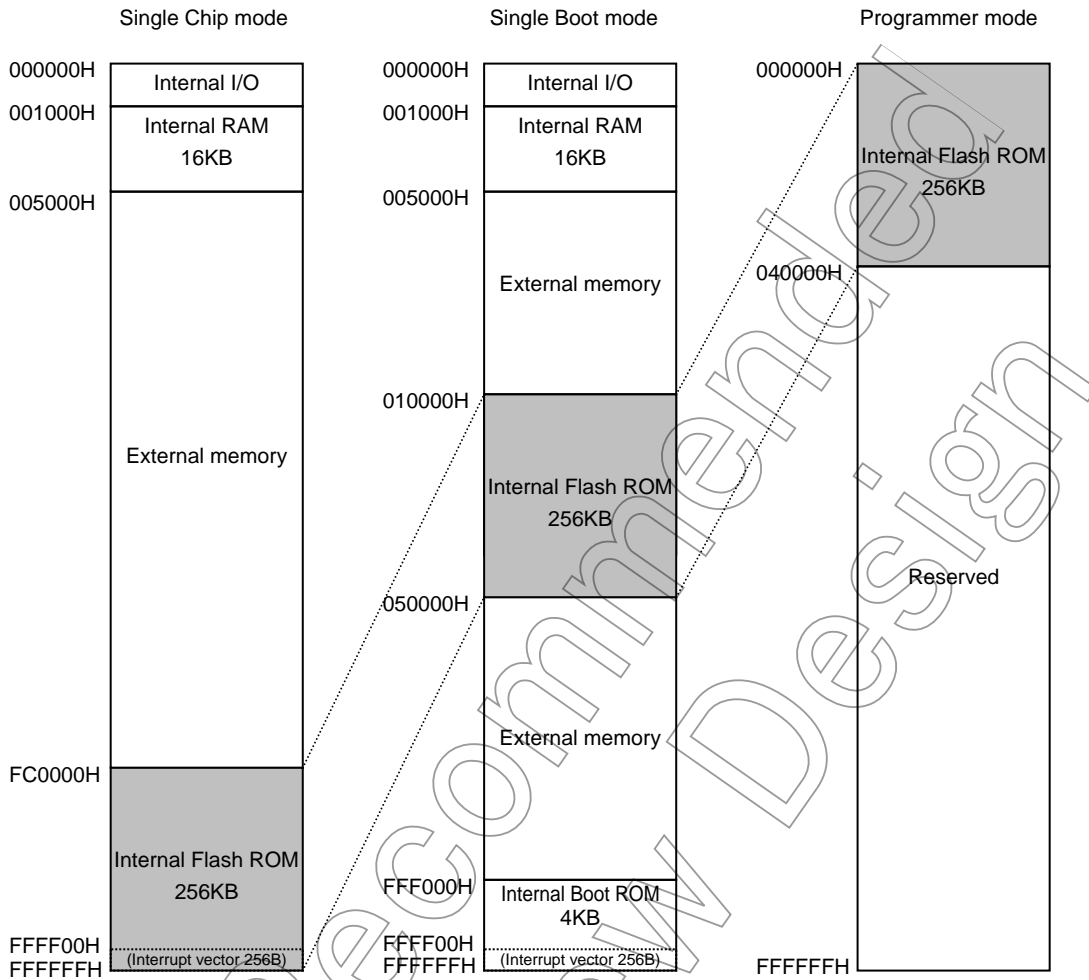 Single Chip mode
000000H
Internal I/O
001000H
Internal RAM
16KB
005000H
External memory
FC0000H
Internal Flash ROM
256KB
FFFF00H
(Interrupt vector 256B)
FFFFFFH
Single Boot mode
000000H
Internal I/O
001000H
Internal RAM
16KB
005000H
External memory
010000H
Internal Flash ROM
256KB
050000H
External memory
FFF000H
Internal Boot ROM
4KB
FFFF00H
(Interrupt vector 256B)
FFFFFFH
Programmer mode
000000H
Internal Flash ROM
256KB
040000H
Reserved
FFFFFFH
ecommended
w Design